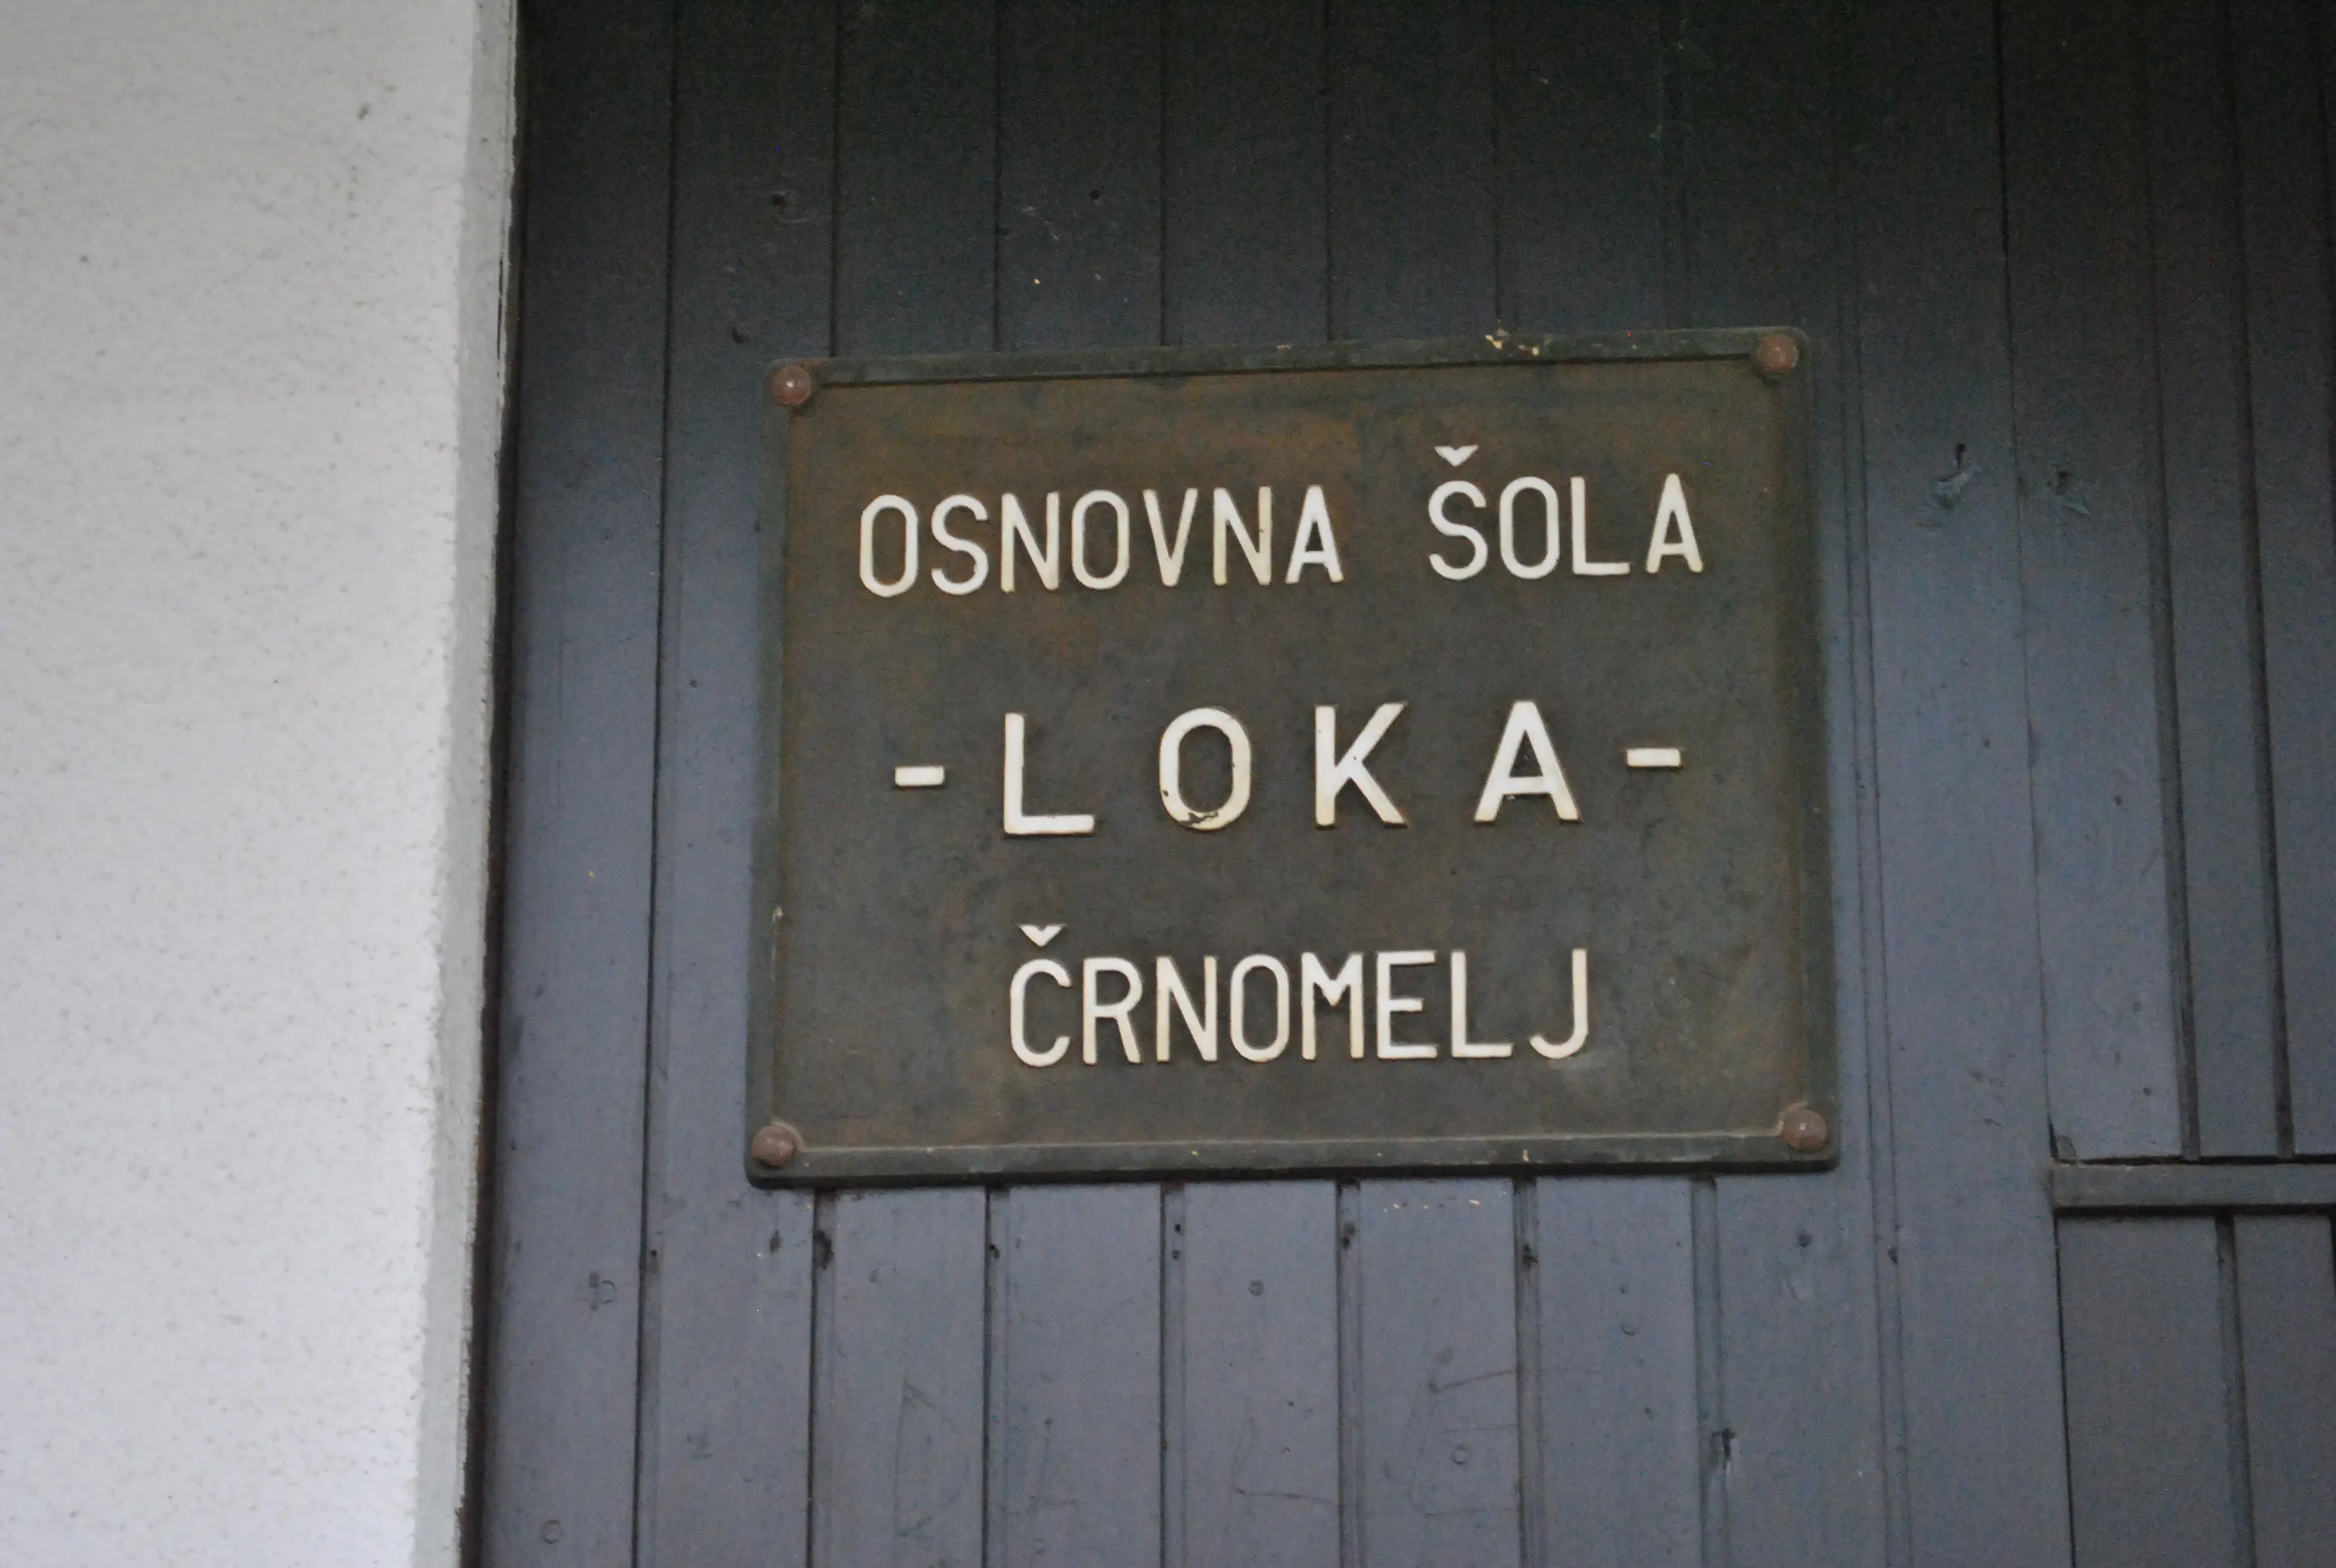 OSNOVNA ŠOLA
-LOKA-
ČRNOMELJ